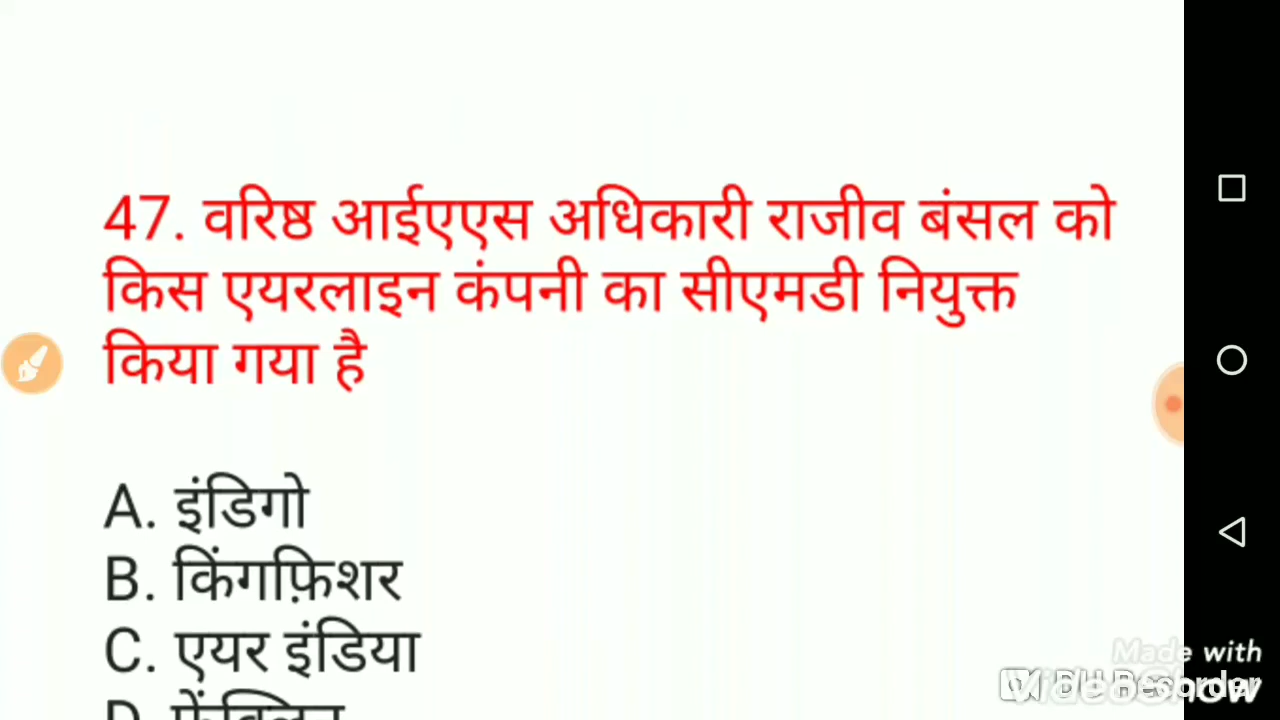 47. वरिष्ठ आईएएस अधिकारी राजीव बंसल को
किस एयरलाइन कंपनी का सीएमडी नियुक्त
किया गया है
A. इंडिगो
B. किंगफ़िशर
C. एयर इंडिया
D.
Made with